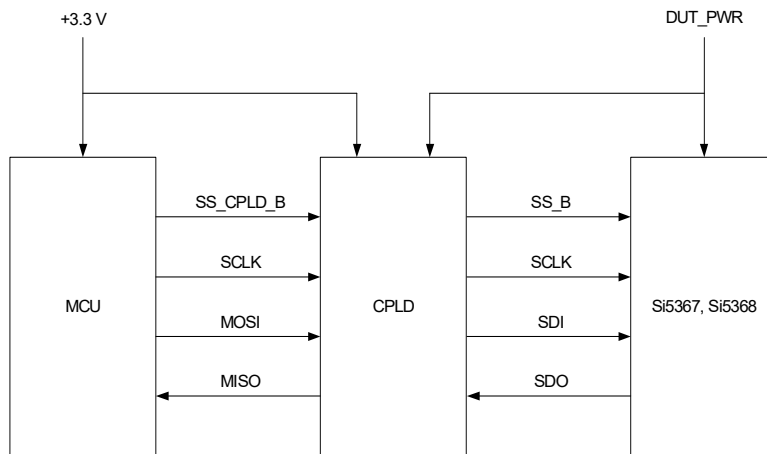 +3.3 V
DUT_PWR
SS_CPLD_B
SS_B
SCLK
SCLK
MCU
CPLD
Si5367, Si5368
MOSI
SDI
MISO
SDO